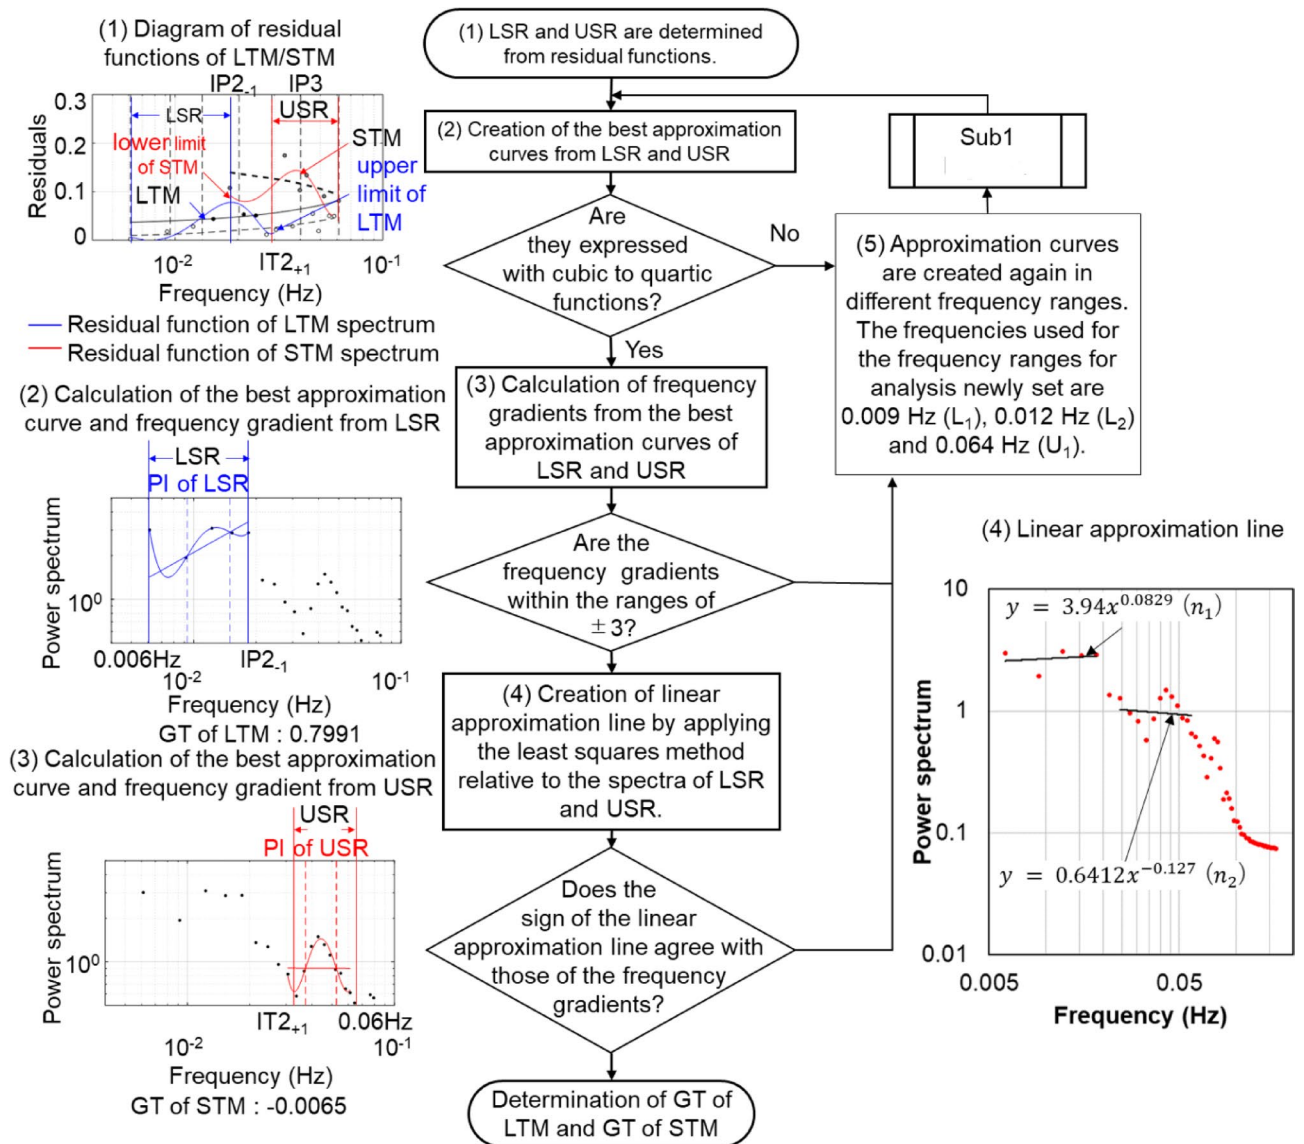 (1) Diagram of residual
functions of LTM/STM
IP2-1 IP3
0.3
0.2
0.1
0
Residuals
LSR
USR
lower limit
of STM
STM
upper
limit of
LTM
LTM
10-2
IT2+1
10-1
Frequency (Hz)
Residual function of LTM spectrum
Residual function of STM spectrum
(2) Calculation of the best approximation
curve and frequency gradient from LSR
LSR
PI of LSR
Power spectrum
100
0.006Hz
IP2-1
10-2
10-1
Frequency (Hz)
GT of LTM : 0.7991
(3) Calculation of the best approximation
curve and frequency gradient from USR
USR
PI of USR
Power spectrum
100
IT2+1
0.06Hz
10-2
10-1
Frequency (Hz)
GT of STM : -0.0065
(1) LSR and USR are determined
from residual functions.
(2) Creation of the best approximation
curves from LSR and USR
Are
they expressed
with cubic to quartic
functions?
No
Yes
(3) Calculation of frequency
gradients from the best
approximation curves of
LSR and USR
Are the
frequency gradients
within the ranges of
±3?
(4) Creation of linear
approximation line by applying
the least squares method
relative to the spectra of LSR
and USR.
Does the
sign of the linear
approximation line agree with
those of the frequency
gradients?
Determination of GT of
LTM and GT of STM
Sub1
(5) Approximation curves
are created again in
different frequency ranges.
The frequencies used for
the frequency ranges for
analysis newly set are
0.009 Hz (L1), 0.012 Hz (L2)
and 0.064 Hz (U1).
(4) Linear approximation line
10
1
0.1
0.01
Power spectrum
y = 3.94x^0.0829 (n1)
y = 0.6412x^−0.127 (n2)
0.005
0.05
Frequency (Hz)